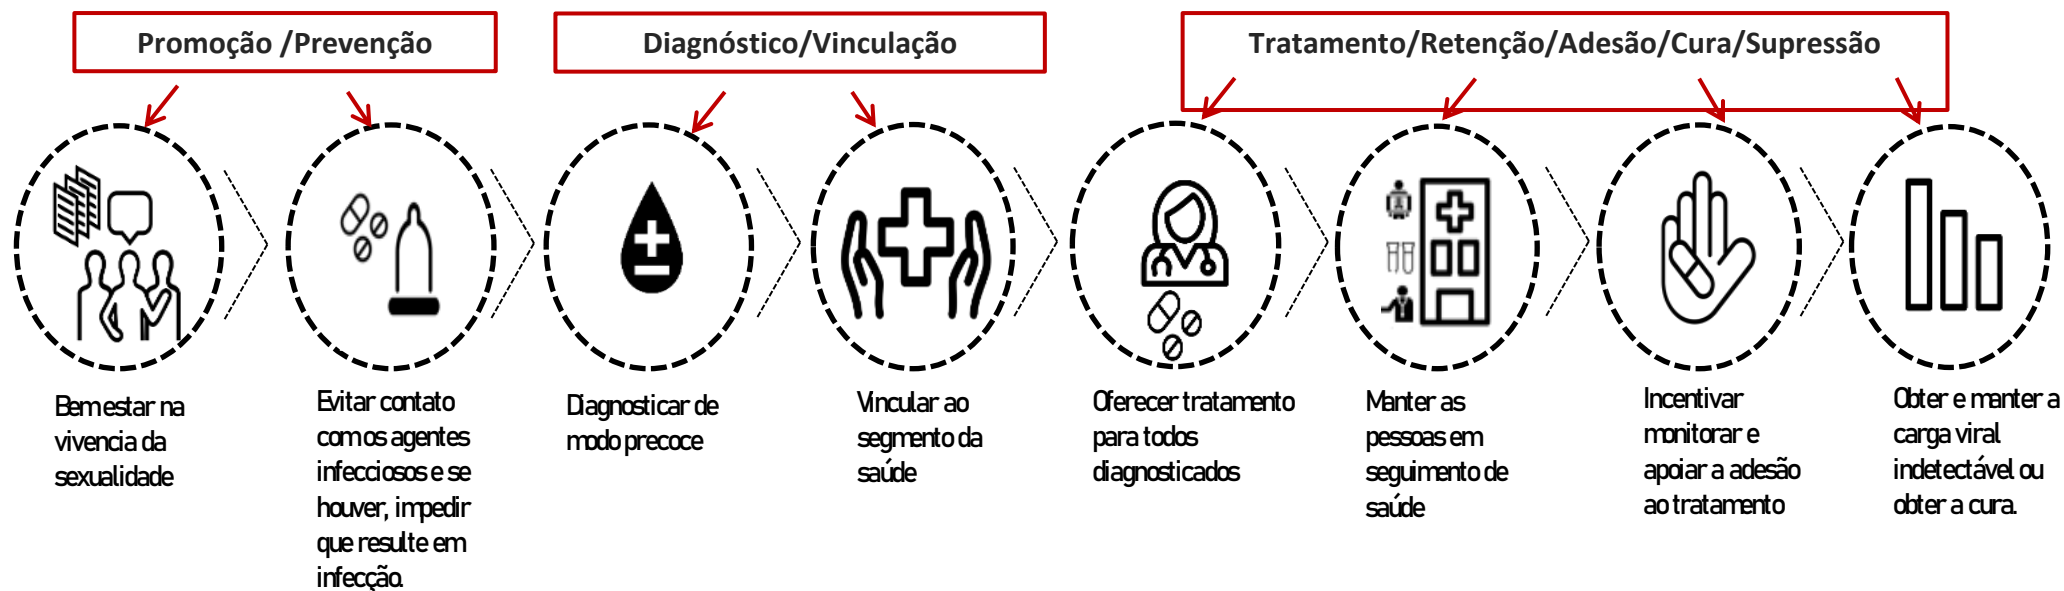 Promoção /Prevenção
Diagnóstico/Vinculação
Tratamento/Retenção/Adesão/Cura/Supressão
Bem estar na
vivencia da
sexualidade
Evitar contato
com os agentes
infecciosos e se
houver, impedir
que resulte em
infecção.
Diagnosticar de
modo precoce
Vincular ao
segmento da
saúde
Oferecer tratamento
para todos
diagnosticados
Manter as
pessoas em
seguimento de
saúde
Incentivar
monitorar e
apoiar a adesão
ao tratamento
Obter e manter a
carga viral
indetectável ou
obter a cura.